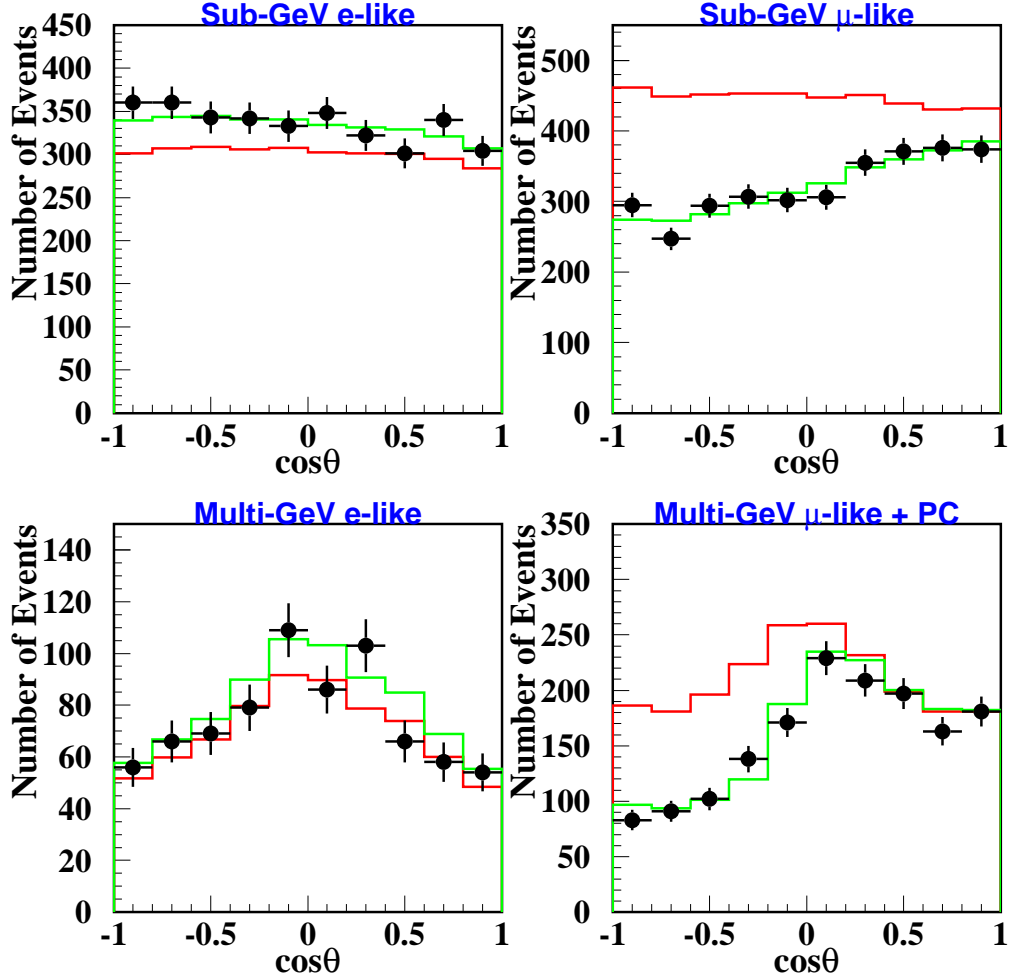 Sub-GeV e-like
Number of Events
450
400
350
300
250
200
150
100
50
0
-1 -0.5 0 0.5 1
cosθ
Sub-GeV μ-like
Number of Events
500
400
300
200
100
0
-1 -0.5 0 0.5 1
cosθ
Multi-GeV e-like
Number of Events
140
120
100
80
60
40
20
0
-1 -0.5 0 0.5 1
cosθ
Multi-GeV μ-like + PC
Number of Events
350
300
250
200
150
100
50
0
-1 -0.5 0 0.5 1
cosθ